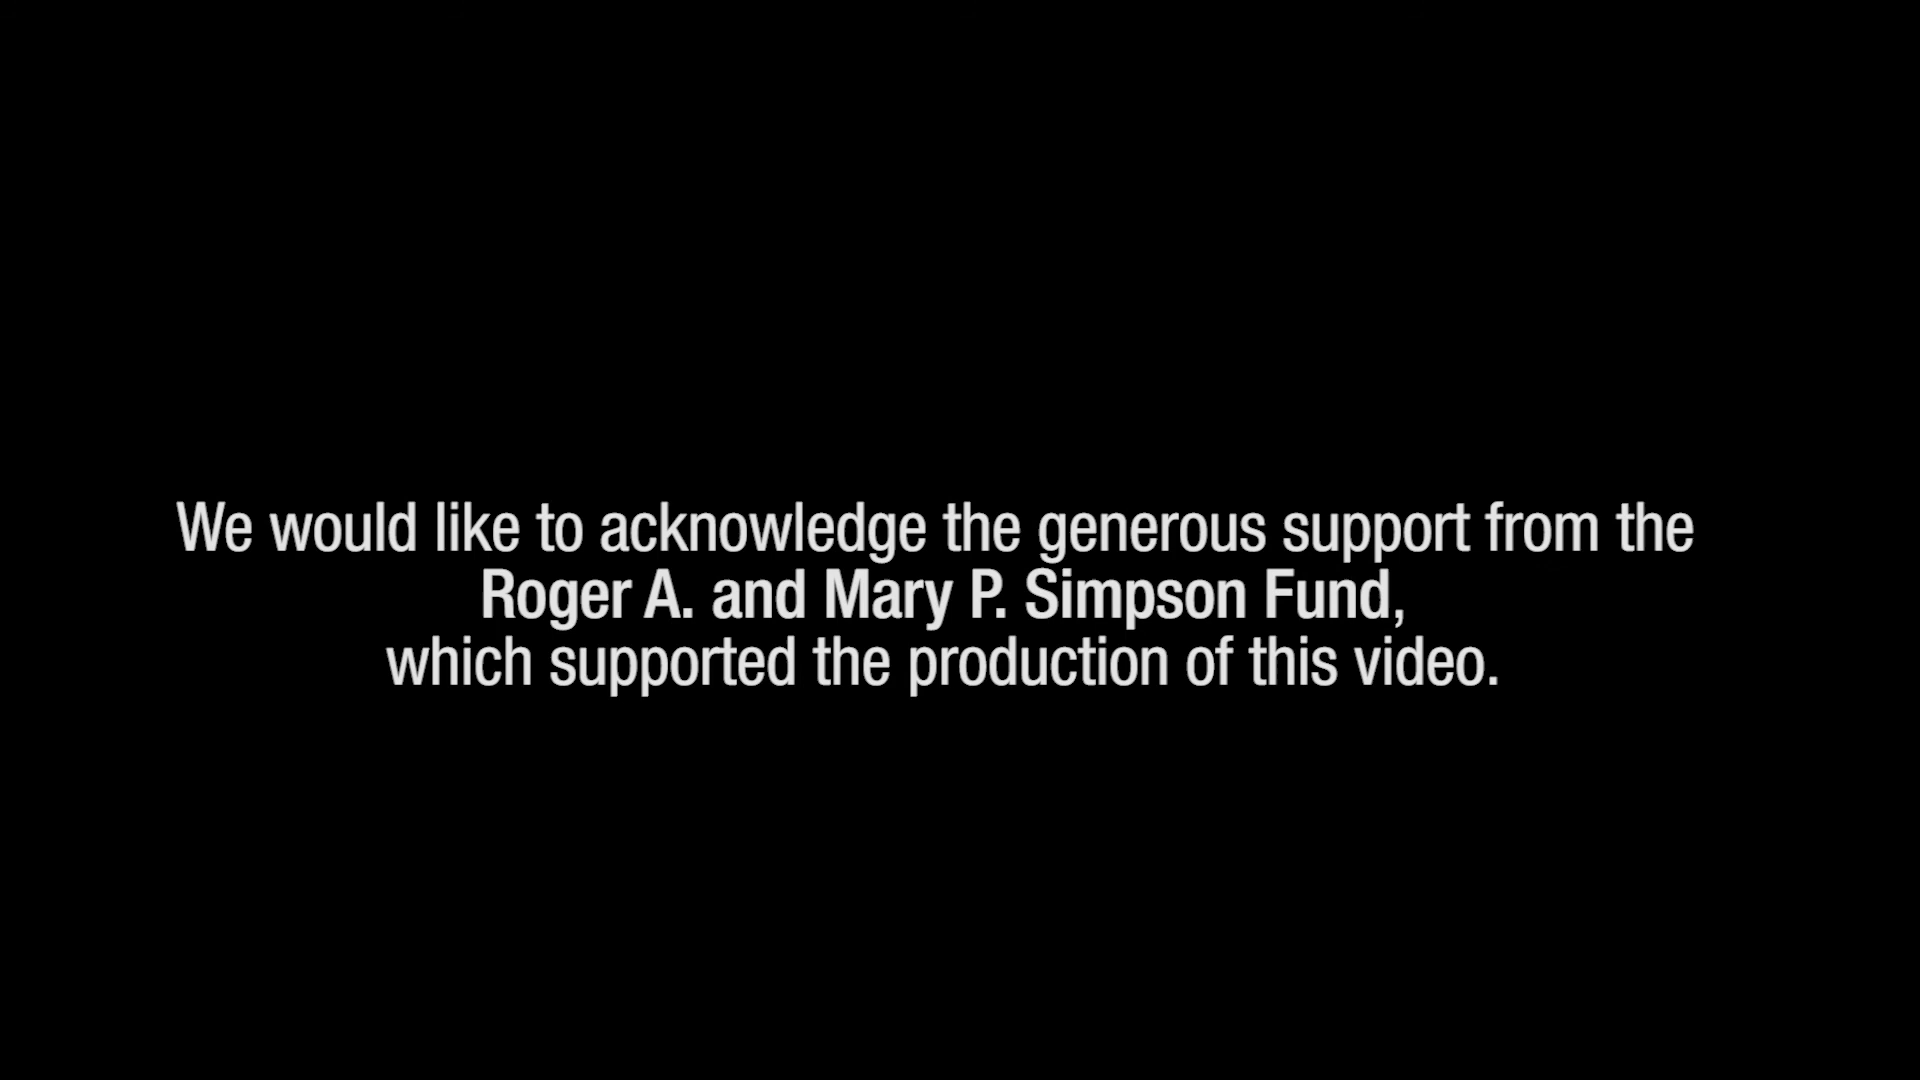 We would like to acknowledge the generous support from the
Roger A. and Mary P. Simpson Fund,
which supported the production of this video.